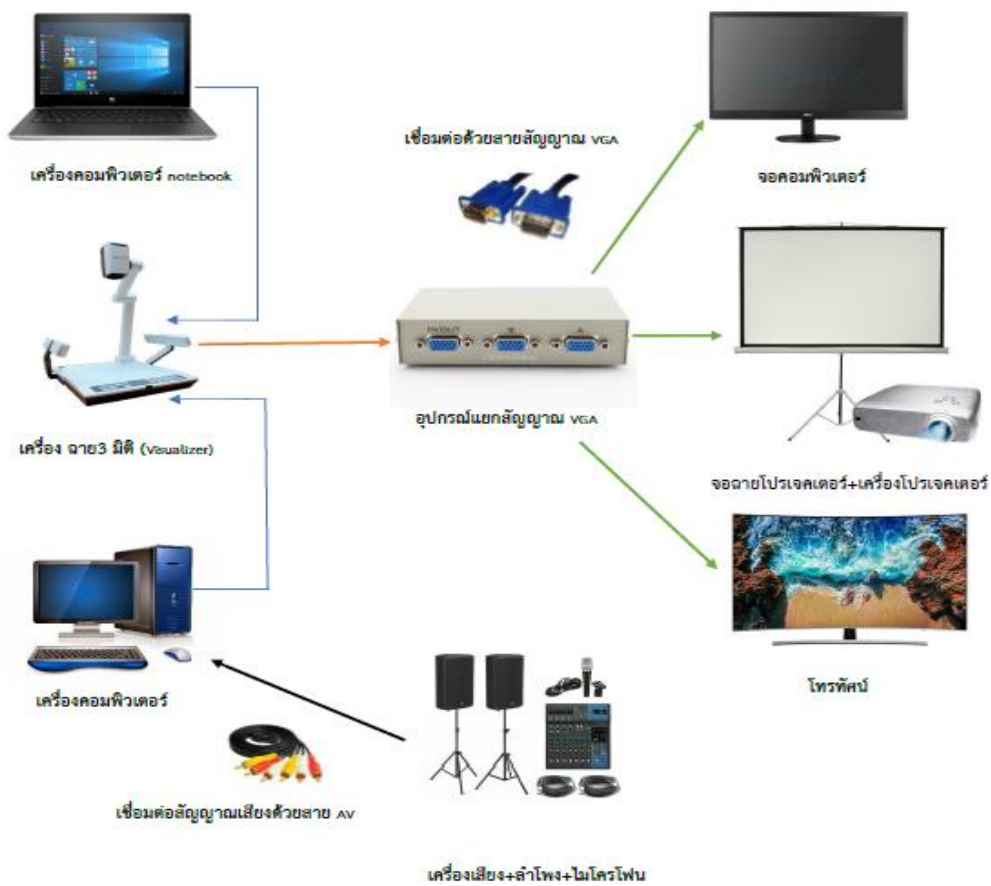 เครื่องคอมพิวเตอร์ notebook
เชื่อมต่อด้วยสายสัญญาณ VGA
จอคอมพิวเตอร์
IN/OUT B A
อุปกรณ์แยกสัญญาณ VGA
เครื่อง ฉาย3 มิติ (Visualizer)
จอฉายโปรเจคเตอร์+เครื่องโปรเจคเตอร์
โทรทัศน์
เครื่องคอมพิวเตอร์
เชื่อมต่อสัญญาณเสียงด้วยสาย AV
เครื่องเสียง+ลำโพง+ไมโครโฟน